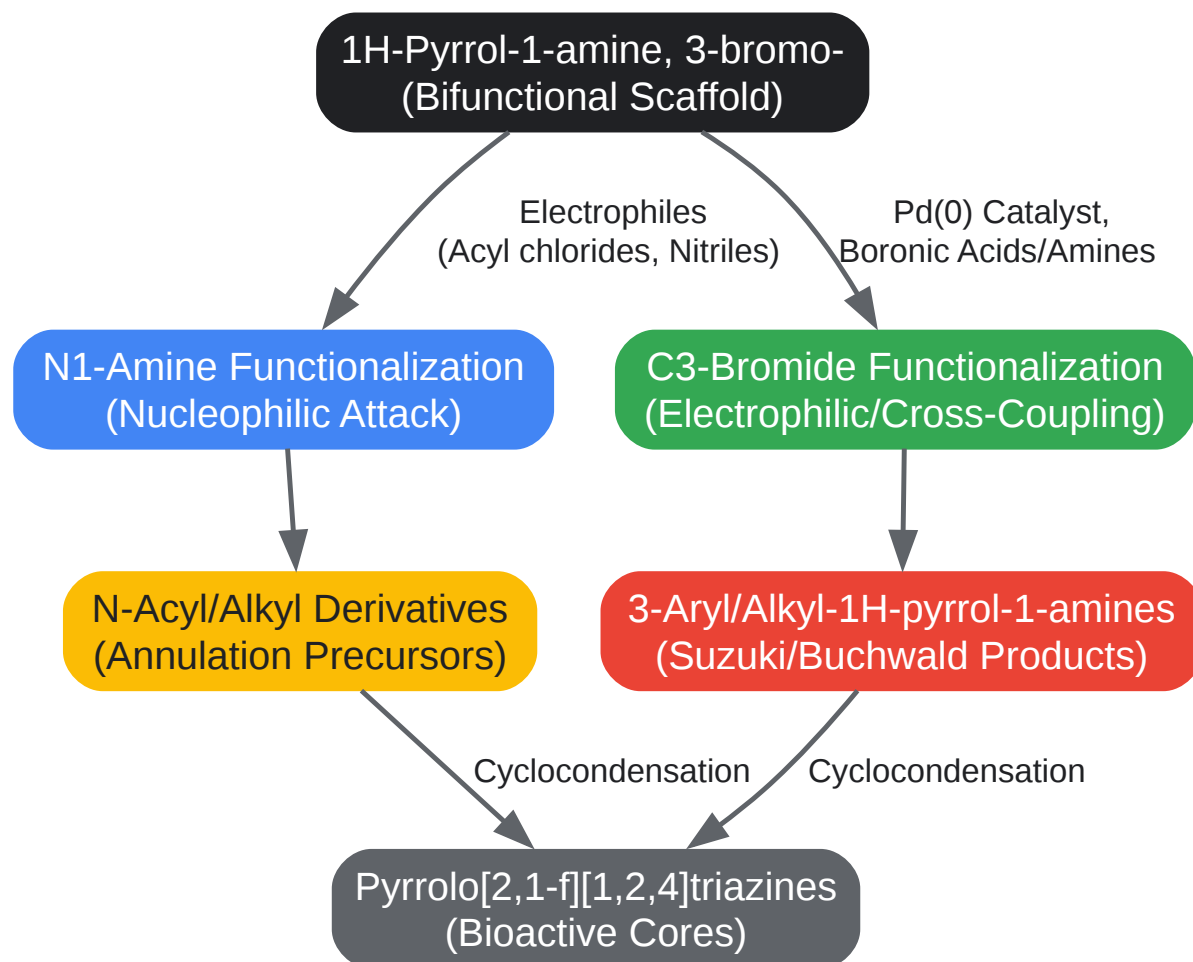 1H-Pyrrol-1-amine, 3-bromo-
(Bifunctional Scaffold)
Electrophiles
(Acyl chlorides, Nitriles)
Pd(0) Catalyst,
Boronic Acids/Amines
N1-Amine Functionalization
(Nucleophilic Attack)
C3-Bromide Functionalization
(Electrophilic/Cross-Coupling)
N-Acyl/Alkyl Derivatives
(Annulation Precursors)
3-Aryl/Alkyl-1H-pyrrol-1-amines
(Suzuki/Buchwald Products)
Cyclocondensation
Cyclocondensation
Pyrrolo[2,1-f][1,2,4]triazines
(Bioactive Cores)